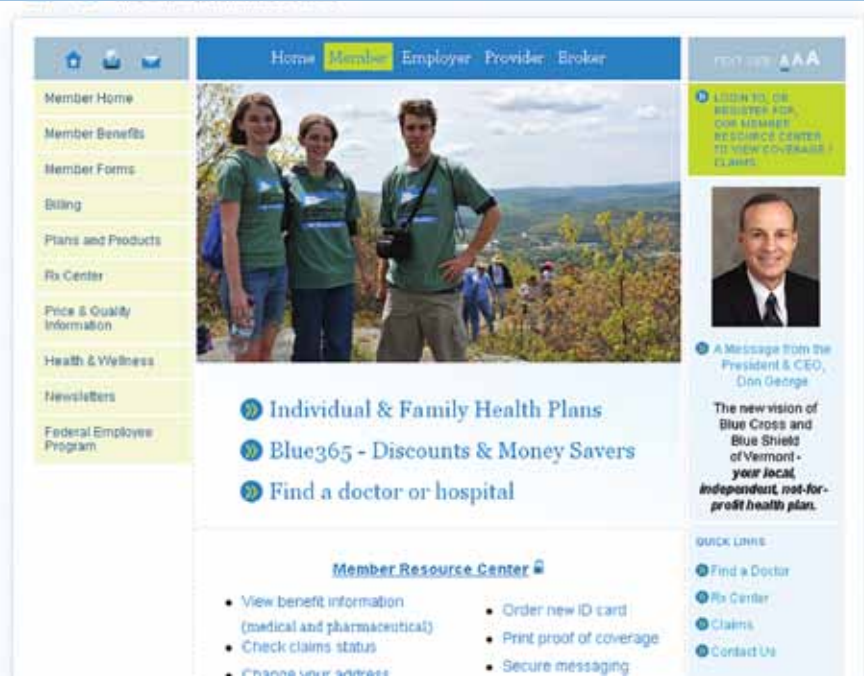 Home Member Employer Provider Broker
TEXT SIZE A A A
Member Home
Member Benefits
Member Forms
Billing
Plans and Products
Rx Center
Price & Quality
Information
Health & Wellness
Newsletters
Federal Employee
Program
Individual & Family Health Plans
Blue365 - Discounts & Money Savers
Find a doctor or hospital
Member Resource Center
View benefit information
(medical and pharmaceutical)
Check claims status
Change your address
Order new ID card
Print proof of coverage
Secure messaging
LOGIN TO, OR
REGISTER FOR,
OUR MEMBER
RESOURCE CENTER
TO VIEW COVERAGE /
CLAIMS
A Message from the
President & CEO,
Don George
The new vision of
Blue Cross and
Blue Shield
of Vermont -
your local,
independent, not-for-
profit health plan.
QUICK LINKS
Find a Doctor
Rx Center
Claims
Contact Us